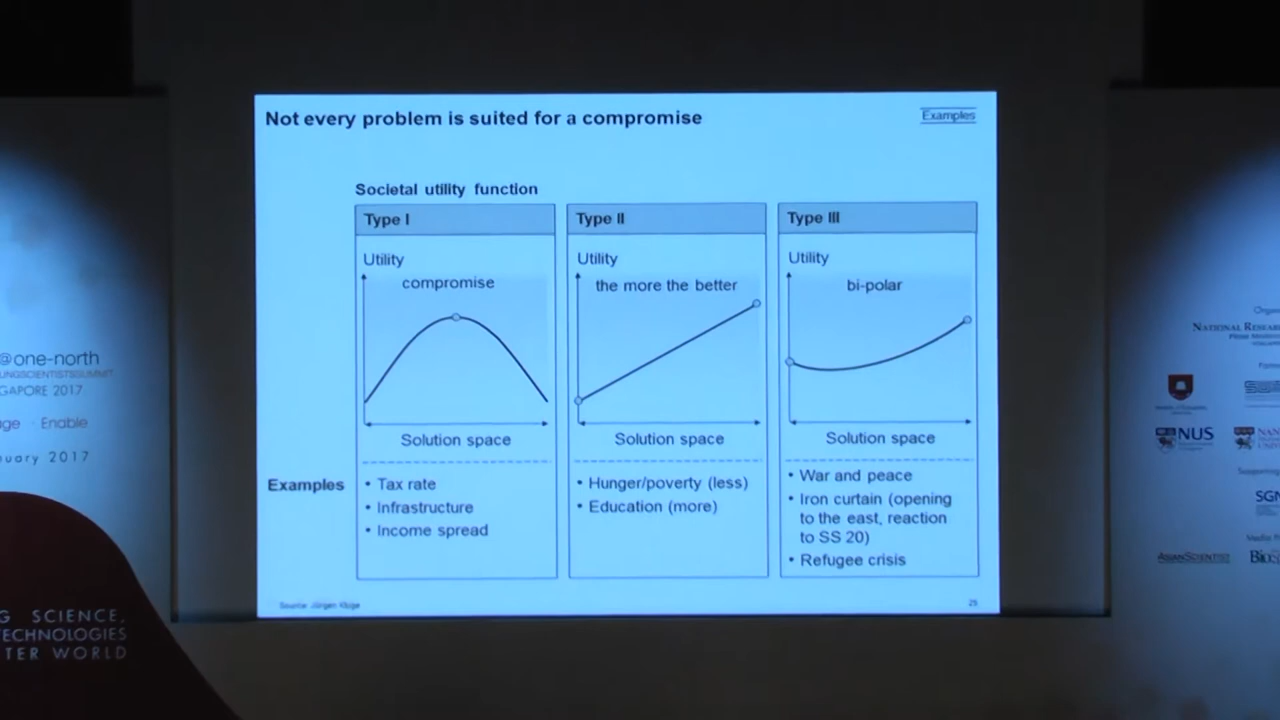 Not every problem is suited for a compromise
Examples
Societal utility function
Type I
Type II
Type III
Utility
compromise
Solution space
Utility
the more the better
Solution space
Utility
bi-polar
Solution space
Examples
• Tax rate
• Infrastructure
• Income spread
• Hunger/poverty (less)
• Education (more)
• War and peace
• Iron curtain (opening
to the east, reaction
to SS 20)
• Refugee crisis
Source: Jürgen Kluge
25
@one-north
GAPORE 2017
Enable
2017
SCIENCE,
TECHNOLOGIES
WORLD
NATIONAL
NUS
ASIANSCIENTIST